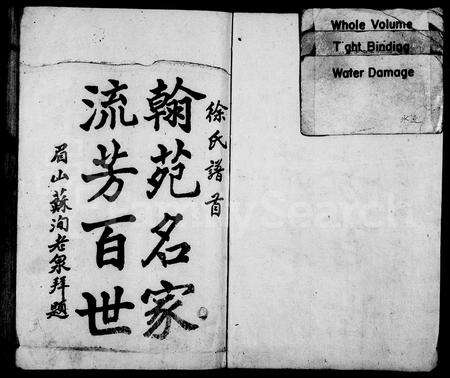 徐氏譜首
翰苑名家
流芳百世
眉山蘇洵老泉拜題
Whole Volume
Tight Binding
Water Damage